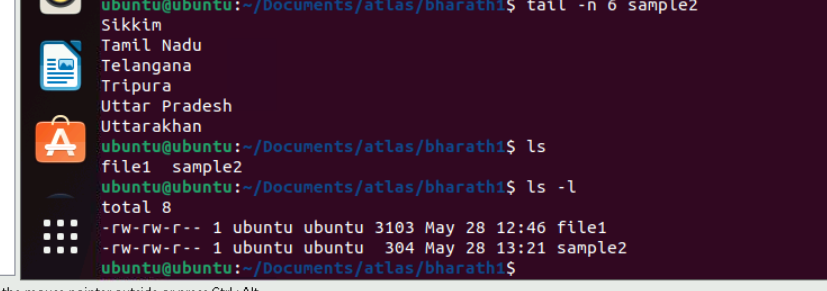 ubuntu@ubuntu:~/Documents/atlas/bharath1$ tail -n 6 sample2
Sikkim
Tamil Nadu
Telangana
Tripura
Uttar Pradesh
Uttarakhan
ubuntu@ubuntu:~/Documents/atlas/bharath1$ ls
file1  sample2
ubuntu@ubuntu:~/Documents/atlas/bharath1$ ls -l
total 8
-rw-rw-r-- 1 ubuntu ubuntu 3103 May 28 12:46 file1
-rw-rw-r-- 1 ubuntu ubuntu  304 May 28 13:21 sample2
ubuntu@ubuntu:~/Documents/atlas/bharath1$
the mouse pointer outside or press Ctrl+Alt